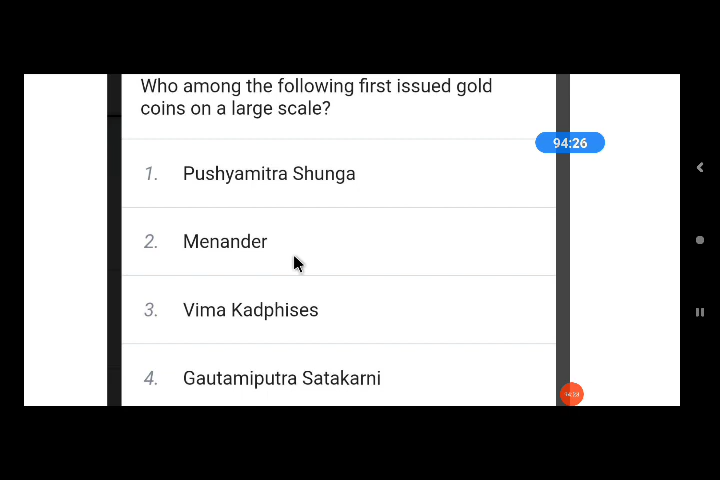 Who among the following first issued gold
coins on a large scale?
94:26
1. Pushyamitra Shunga
2. Menander
3. Vima Kadphises
4. Gautamiputra Satakarni